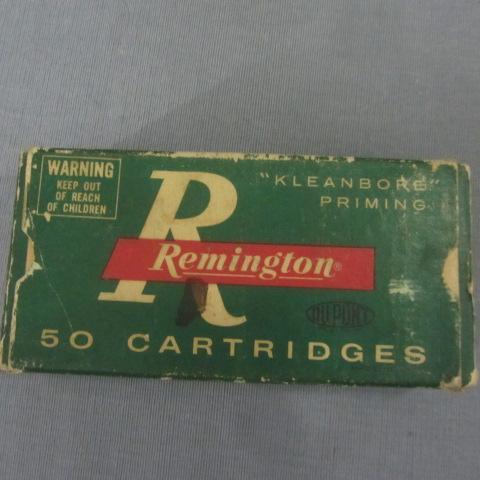 WARNING
KEEP OUT
OF REACH
OF CHILDREN
R
"KLEANBORE"
PRIMING
Remington®
DU PONT
50 CARTRIDGES